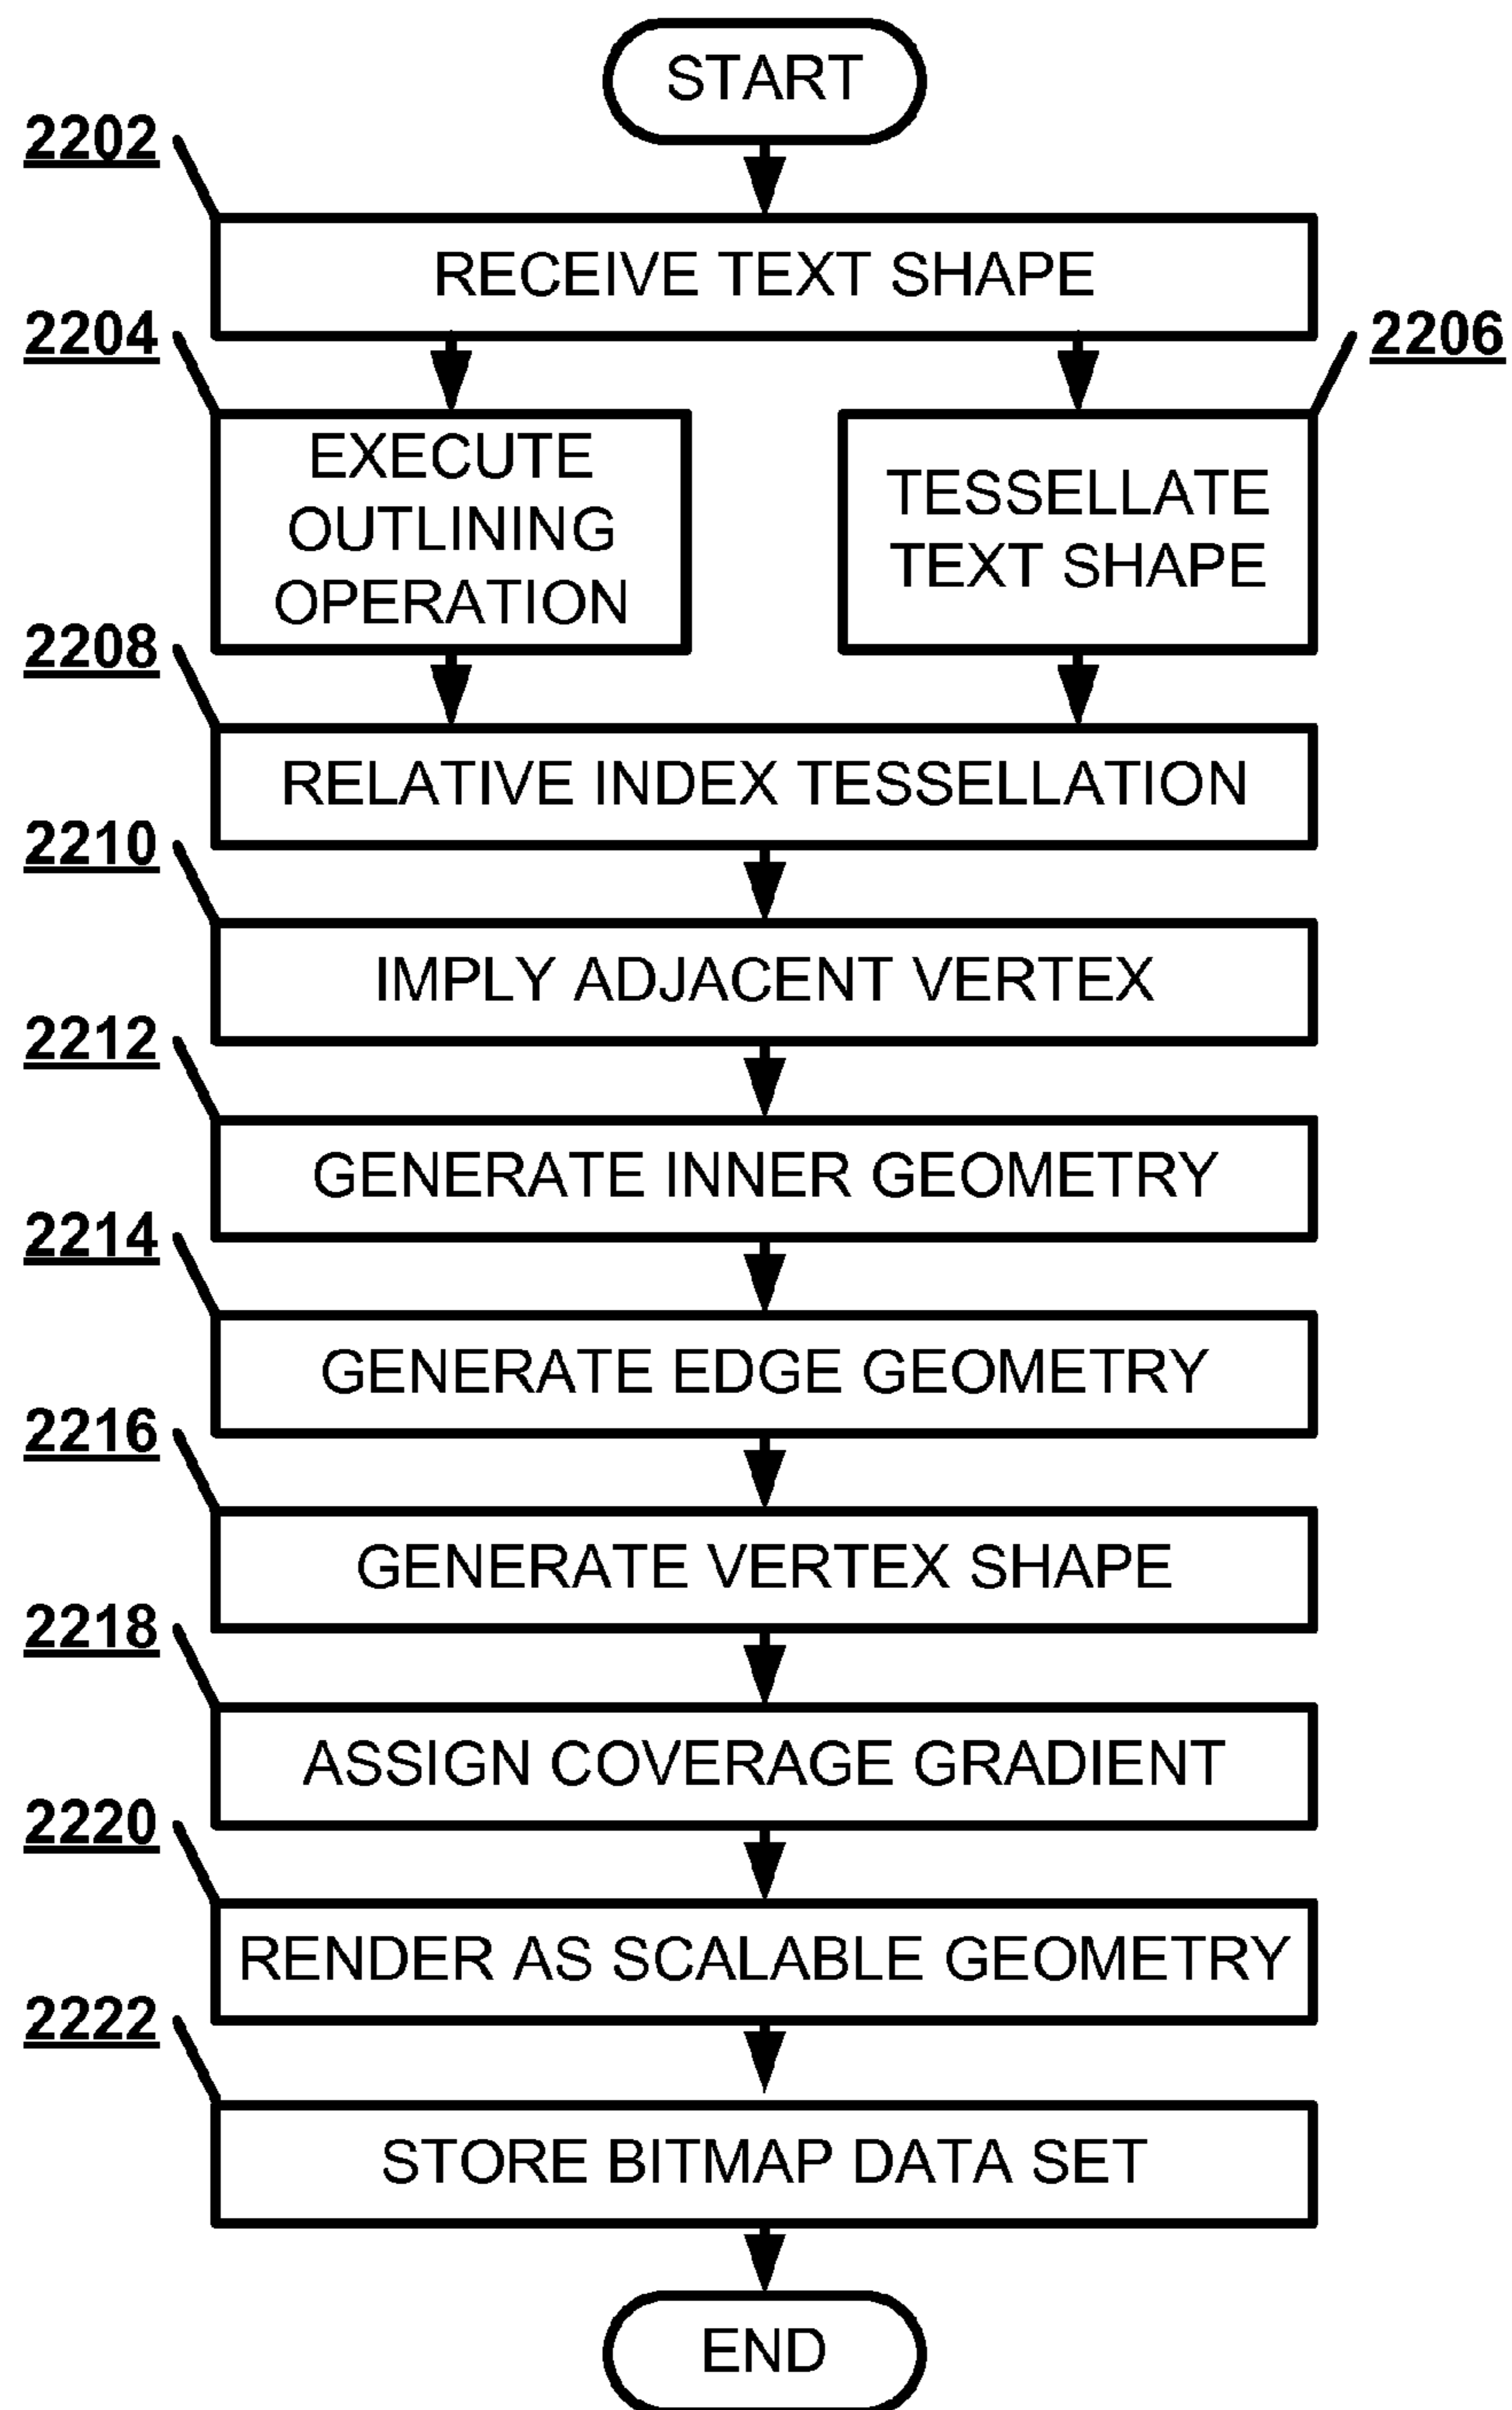 START
2202
RECEIVE TEXT SHAPE
2204
2206
EXECUTE
OUTLINING
OPERATION
TESSELLATE
TEXT SHAPE
2208
RELATIVE INDEX TESSELLATION
2210
IMPLY ADJACENT VERTEX
2212
GENERATE INNER GEOMETRY
2214
GENERATE EDGE GEOMETRY
2216
GENERATE VERTEX SHAPE
2218
ASSIGN COVERAGE GRADIENT
2220
RENDER AS SCALABLE GEOMETRY
2222
STORE BITMAP DATA SET
END